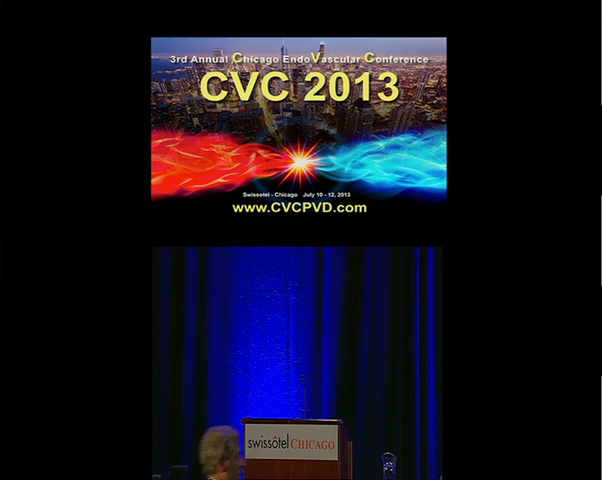 3rd Annual Chicago EndoVascular Conference
CVC 2013
Swissotel - Chicago July 10 - 12, 2013
www.CVCPVD.com
swissôtel CHICAGO